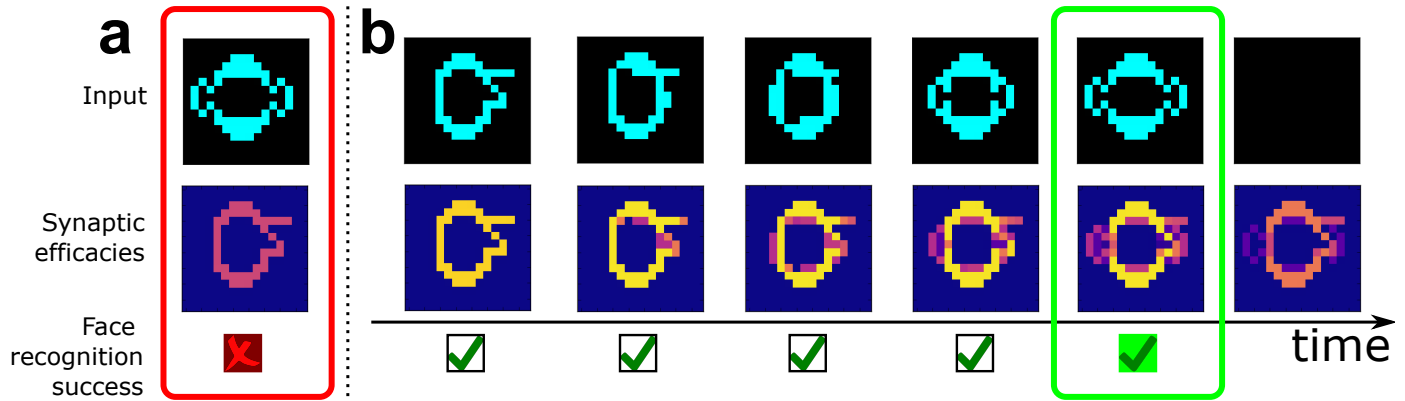 a
b
Input
Synaptic
efficacies
Face
recognition
success
time